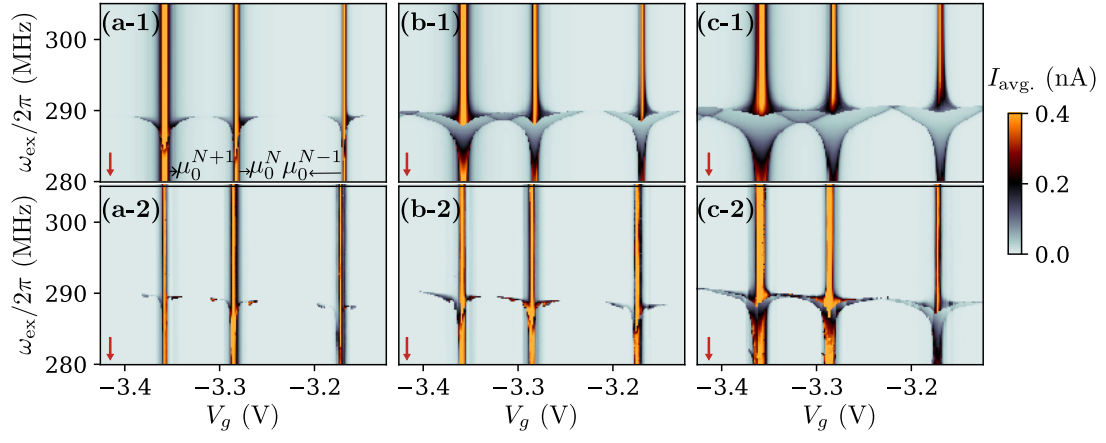 (a-1) (b-1) (c-1)
ω_ex/2π (MHz)
300
290
280
μ_0^{N+1} μ_0^N μ_0^{N−1}
I_avg. (nA)
0.4
0.2
0.0
(a-2) (b-2) (c-2)
ω_ex/2π (MHz)
300
290
280
−3.4 −3.3 −3.2 −3.4 −3.3 −3.2 −3.4 −3.3 −3.2
V_g (V) V_g (V) V_g (V)